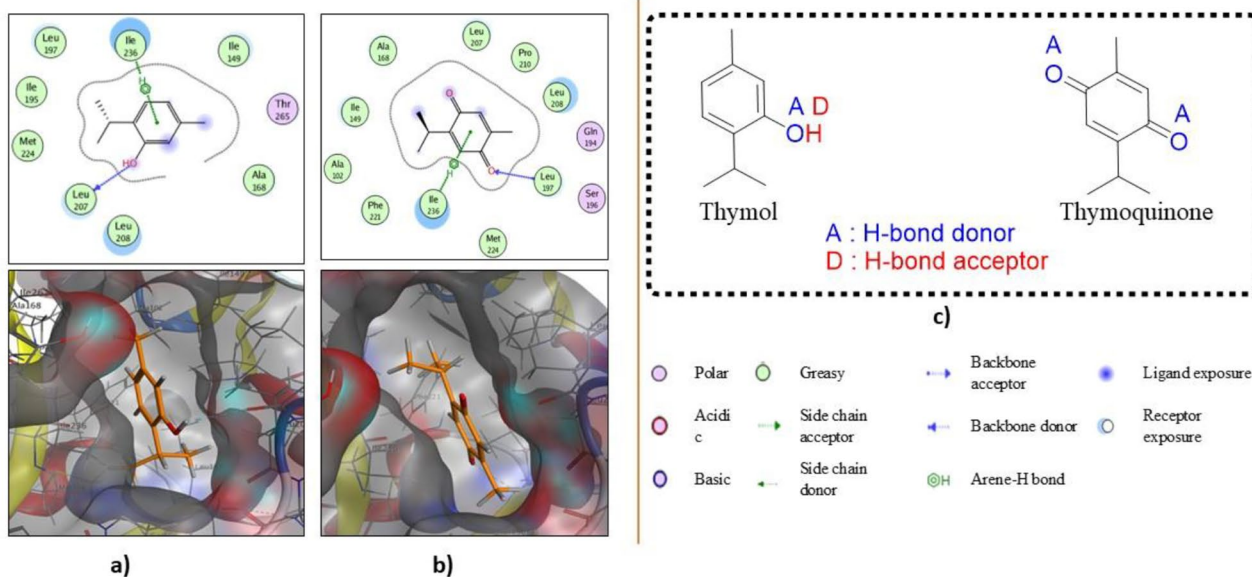 Leu
197
Ile
236
Ile
149
H
Ile
195
Thr
265
Met
224
HO
Ala
168
Leu
207
Leu
208
Leu
207
Ala
168
Pro
210
Leu
208
O
Ile
149
Gln
194
Ala
102
H
O
Leu
197
Ile
236
Ser
196
Phe
221
Met
224
Ala168
a)
b)
A
O
A D
OH
A
O
Thymol
Thymoquinone
A : H-bond donor
D : H-bond acceptor
c)
Polar
Greasy
Backbone
acceptor
Ligand exposure
Acidi
c
Side chain
acceptor
Backbone donor
Receptor
exposure
Basic
Side chain
donor
H
Arene-H bond